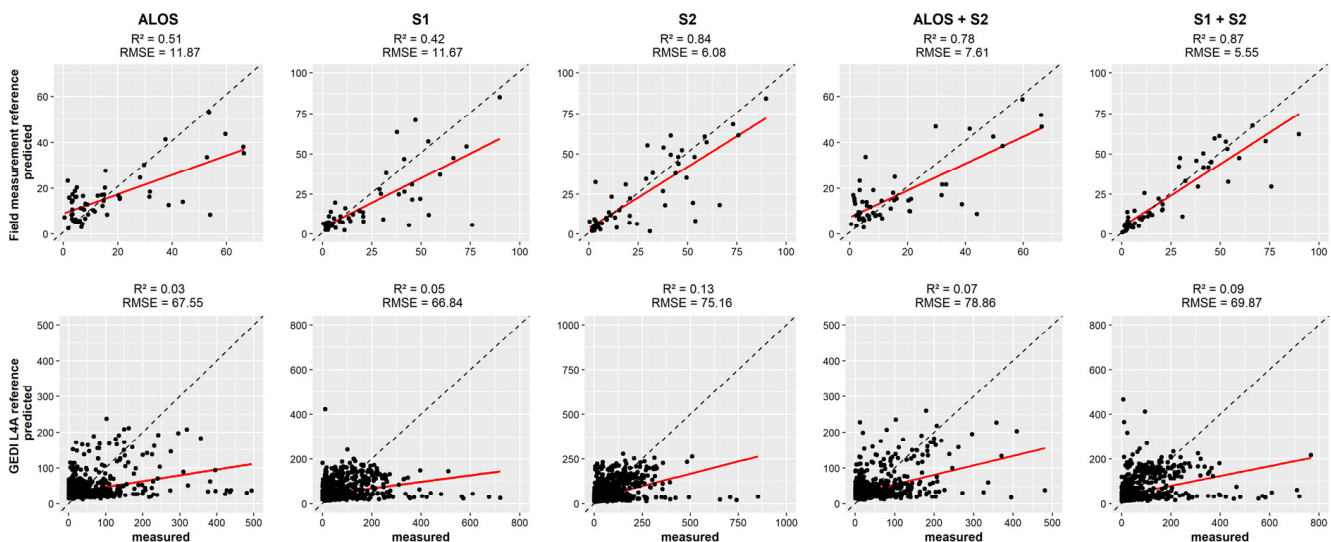 ALOS S1 S2 ALOS + S2 S1 + S2
R² = 0.51 R² = 0.42 R² = 0.84 R² = 0.78 R² = 0.87
RMSE = 11.87 RMSE = 11.67 RMSE = 6.08 RMSE = 7.61 RMSE = 5.55
Field measurement reference
predicted
60
40
20
0
0 20 40 60
100
75
50
25
0
0 25 50 75 100
100
75
50
25
0
0 25 50 75 100
60
40
20
0
0 20 40 60
100
75
50
25
0
0 25 50 75 100
R² = 0.03 R² = 0.05 R² = 0.13 R² = 0.07 R² = 0.09
RMSE = 67.55 RMSE = 66.84 RMSE = 75.16 RMSE = 78.86 RMSE = 69.87
GEDI L4A reference
predicted
500
400
300
200
100
0
0 100 200 300 400 500
measured
800
600
400
200
0
0 200 400 600 800
measured
1000
750
500
250
0
0 250 500 750 1000
measured
500
400
300
200
100
0
0 100 200 300 400 500
measured
800
600
400
200
0
0 200 400 600 800
measured